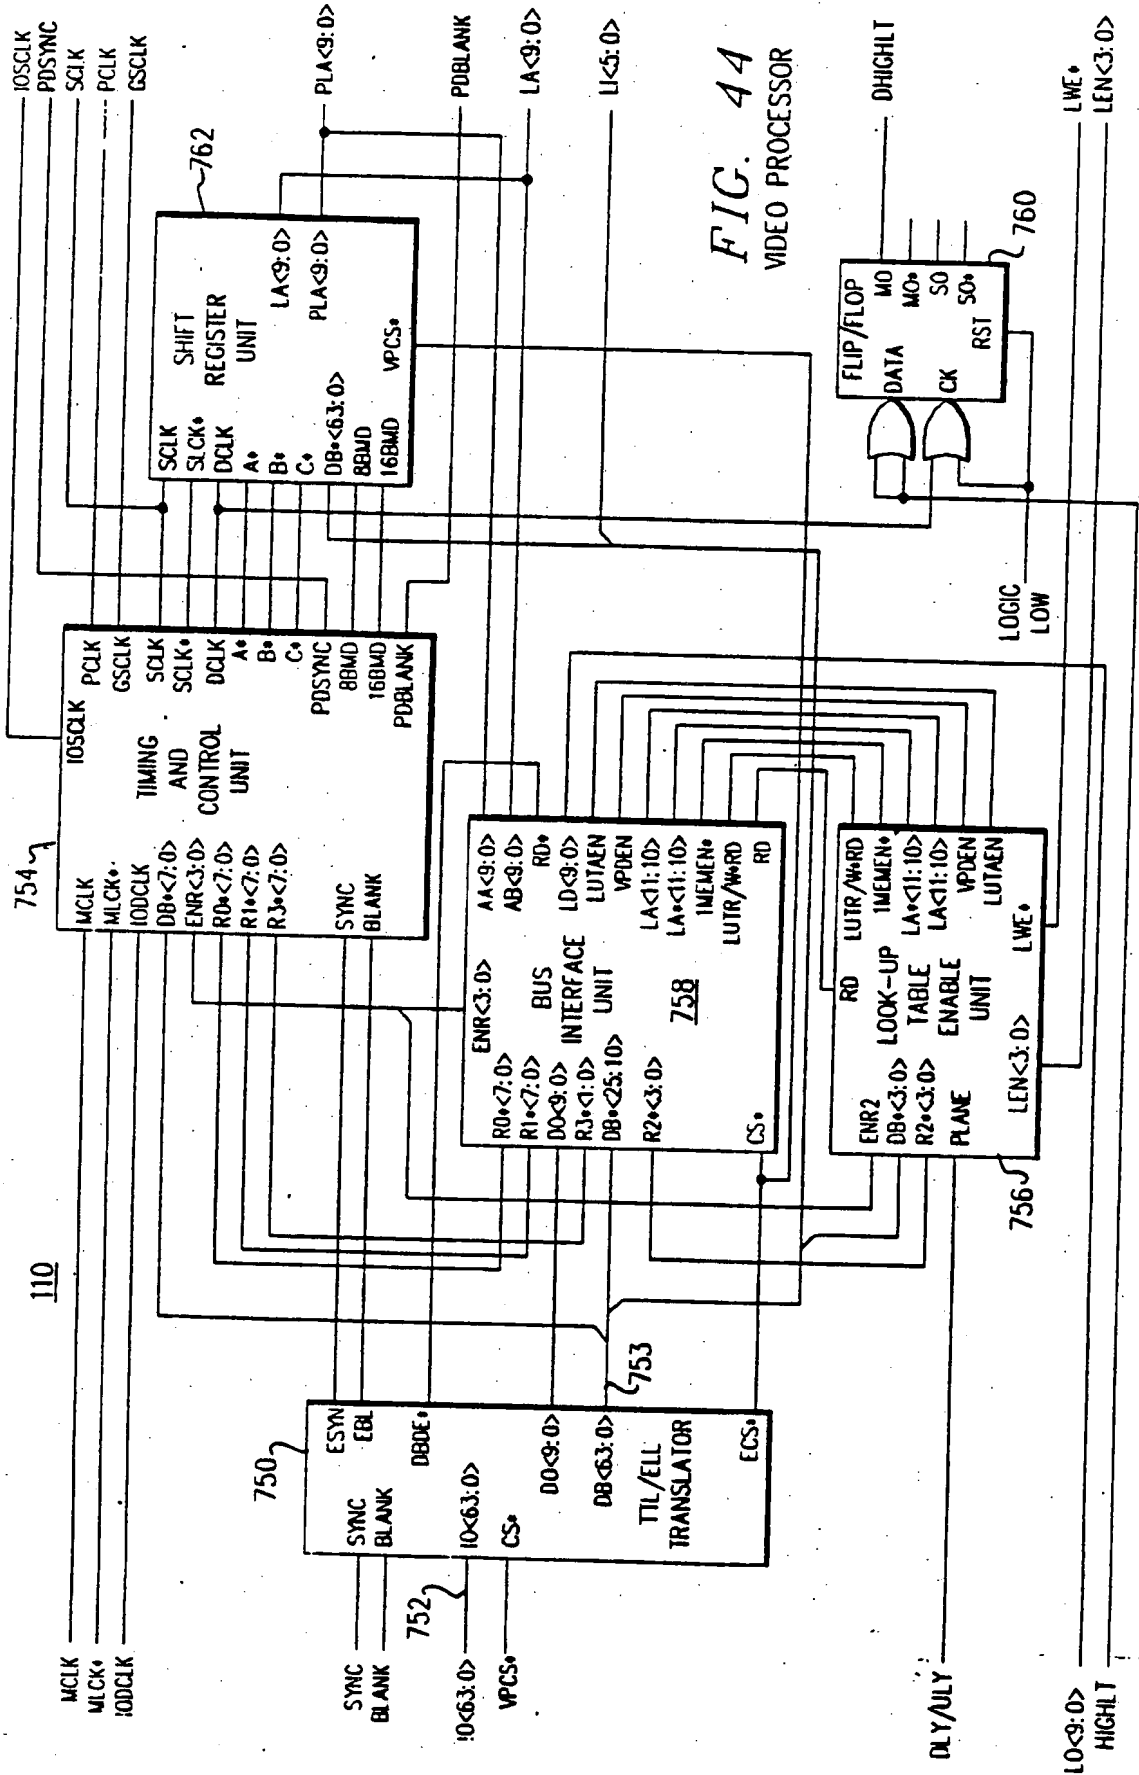 110
FIG. 44
VIDEO PROCESSOR
MCLK
MLCK*
IODCLK
SYNC
BLANK
IO<63:0>
VPCS*
DLY/ULY
LO<9:0>
HIGHLT
752
750
SYNC
BLANK
IO<63:0>
CS*
ESYN
EBL
DBDE*
DO<9:0>
DB<63:0>
TTL/ELL
TRANSLATOR
ECS*
753
754
MCLK
MLCK*
IODCLK
DB*<7:0>
ENR<3:0>
RD*<7:0>
R1*<7:0>
R3*<7:0>
SYNC
BLANK
IOSCLK
TIMING
AND
CONTROL
UNIT
PCLK
GSCLK
SCLK
SCLK*
DCLK
A*
B*
C*
PDSYNC
8BMD
16BMD
PDBLANK
762
SCLK
SLCK*
DCLK
A*
B*
C*
DB*<63:0>
8BMD
16BMD
SHIFT
REGISTER
UNIT
LA<9:0>
PLA<9:0>
VPCS*
IOSCLK
PDSYNC
SCLK
PCLK
GSCLK
PLA<9:0>
PDBLANK
LA<9:0>
LI<5:0>
ENR<3:0>
RO*<7:0>
R1*<7:0>
DO<9:0>
R3*<1:0>
DB*<25:10>
R2*<3:0>
CS*
BUS
INTERFACE
UNIT
758
AA<9:0>
AB<9:0>
RD*
LD<9:0>
LUTAEN
VPDEN
LA<11:10>
LA*<11:10>
1MEMEN*
LUTR/W*RD
RD
756
ENR2
DB*<3:0>
R2*<3:0>
PLANE
RD
LOOK-UP
TABLE
ENABLE
UNIT
LUTR/W*RD
1MEMEN*
LA*<11:10>
LA<11:10>
VPDEN
LUTAEN
LEN<3:0>
LWE*
LOGIC
LOW
FLIP/FLOP
DATA
CK
MO
MO*
SO
SO*
RST
760
DHIGHLT
LWE*
LEN<3:0>